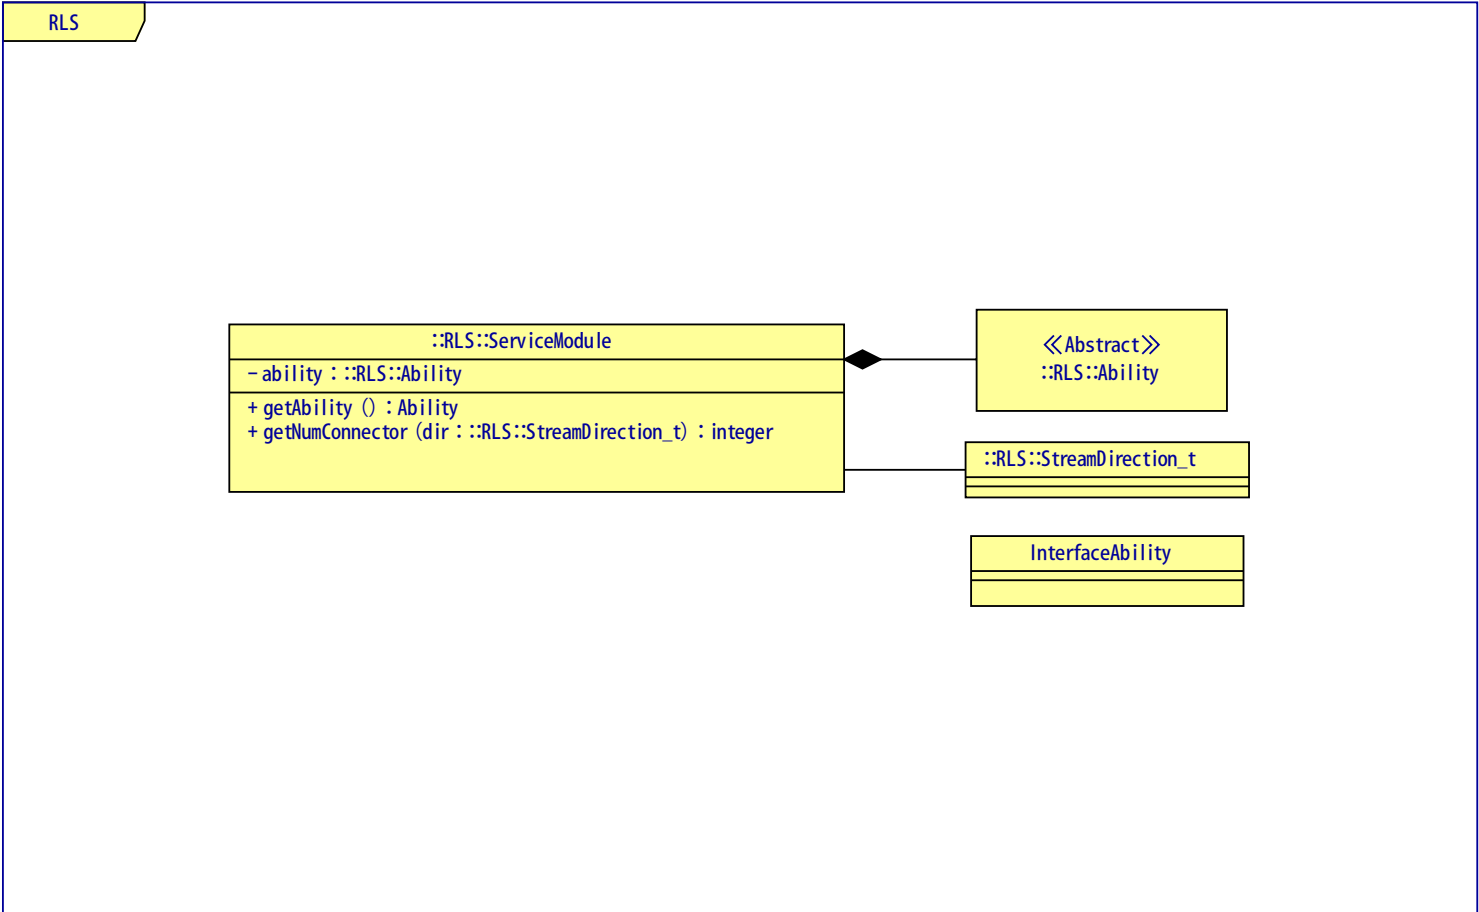 RLS
::RLS::ServiceModule
- ability : ::RLS::Ability
+ getAbility () : Ability
+ getNumConnector (dir : ::RLS::StreamDirection_t) : integer
≪Abstract≫
::RLS::Ability
::RLS::StreamDirection_t
InterfaceAbility